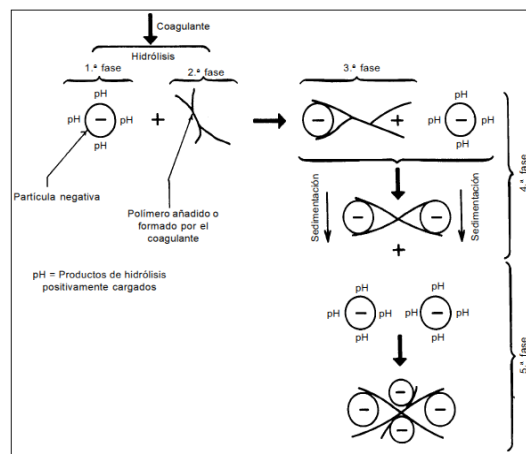 Coagulante
Hidrólisis
1.ª fase
2.ª fase
3.ª fase
pH
pH
−
pH
pH
+
+
pH
pH
−
pH
pH
−
Partícula negativa
Polímero añadido o
formado por el
coagulante
Sedimentación
−
−
Sedimentación
4.ª fase
+
pH = Productos de hidrólisis
positivamente cargados
pH
pH
pH
−
pH
pH
−
pH
pH
pH
5.ª fase
−
−
−
−